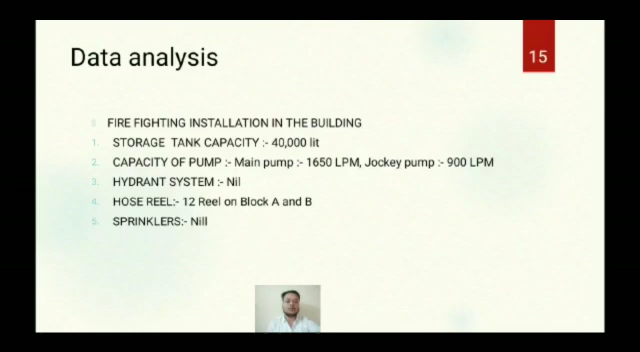 Data analysis
15
FIRE FIGHTING INSTALLATION IN THE BUILDING
1. STORAGE TANK CAPACITY :- 40,000 lit
2. CAPACITY OF PUMP :- Main pump :- 1650 LPM, Jockey pump :- 900 LPM
3. HYDRANT SYSTEM :- Nil
4. HOSE REEL:- 12 Reel on Block A and B
5. SPRINKLERS:- Nill